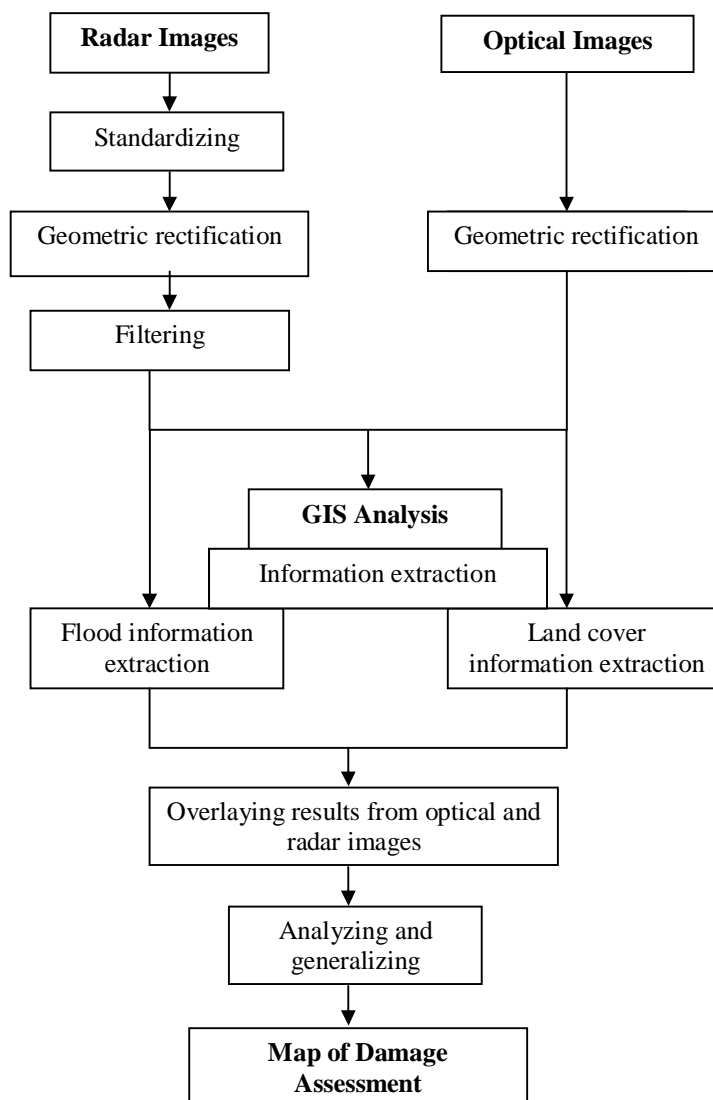 Radar Images
Optical Images
Standardizing
Geometric rectification
Geometric rectification
Filtering
GIS Analysis
Information extraction
Flood information
extraction
Land cover
information extraction
Overlaying results from optical and
radar images
Analyzing and
generalizing
Map of Damage
Assessment